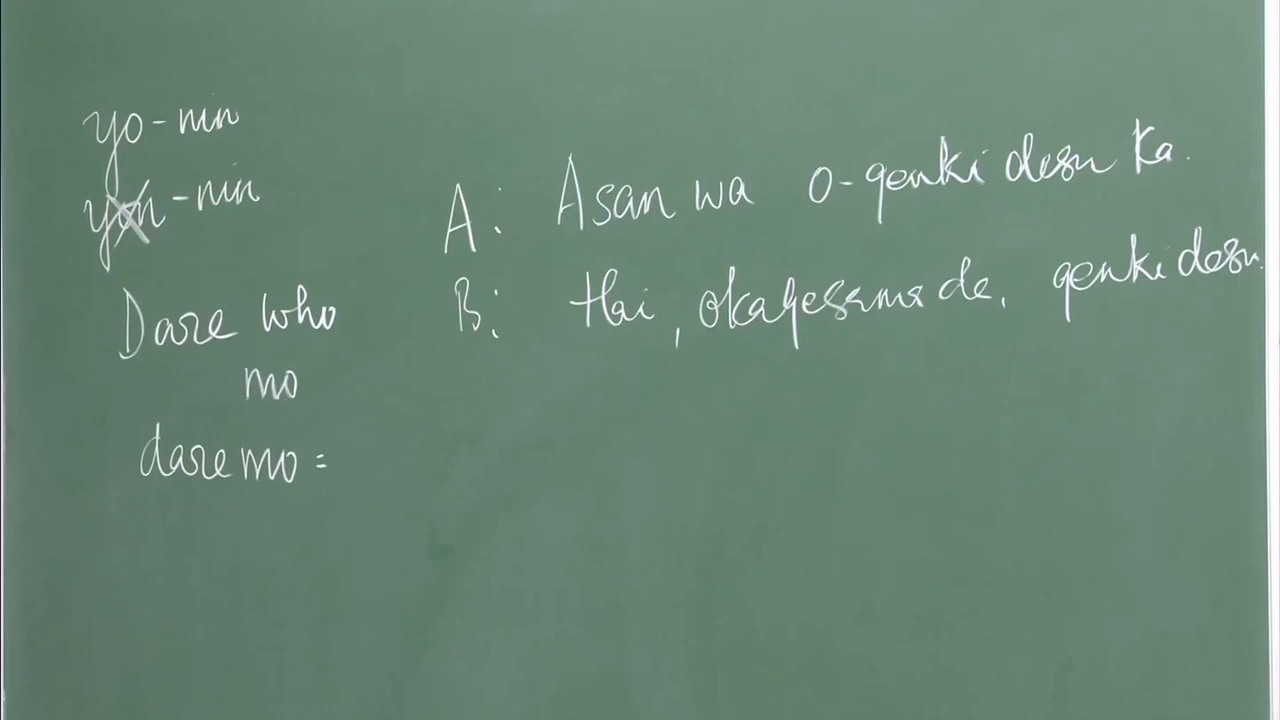 yo-nin
yon-nin
Dare who
mo
daremo =
A: Asan wa o-genki desu ka.
B: Hai, okagesama de, genki desu.